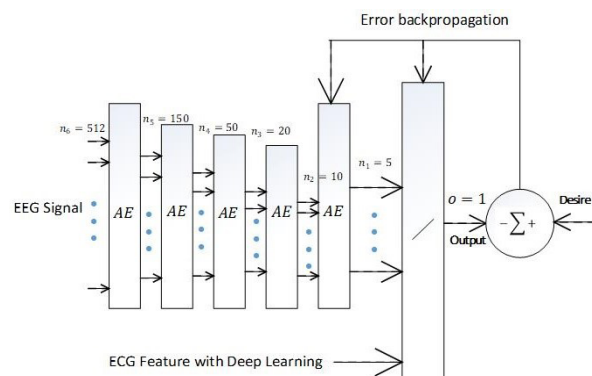 Error backpropagation
n₆ = 512
n₅ = 150
n₄ = 50
n₃ = 20
n₂ = 10
n₁ = 5
EEG Signal
AE
AE
AE
AE
AE
o = 1
Output
- ∑ +
Desire
ECG Feature with Deep Learning